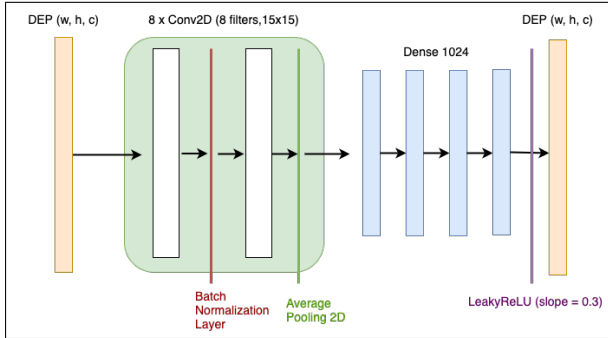 DEP (w, h, c)
8 x Conv2D (8 filters,15x15)
DEP (w, h, c)
Dense 1024
Batch
Normalization
Layer
Average
Pooling 2D
LeakyReLU (slope = 0.3)